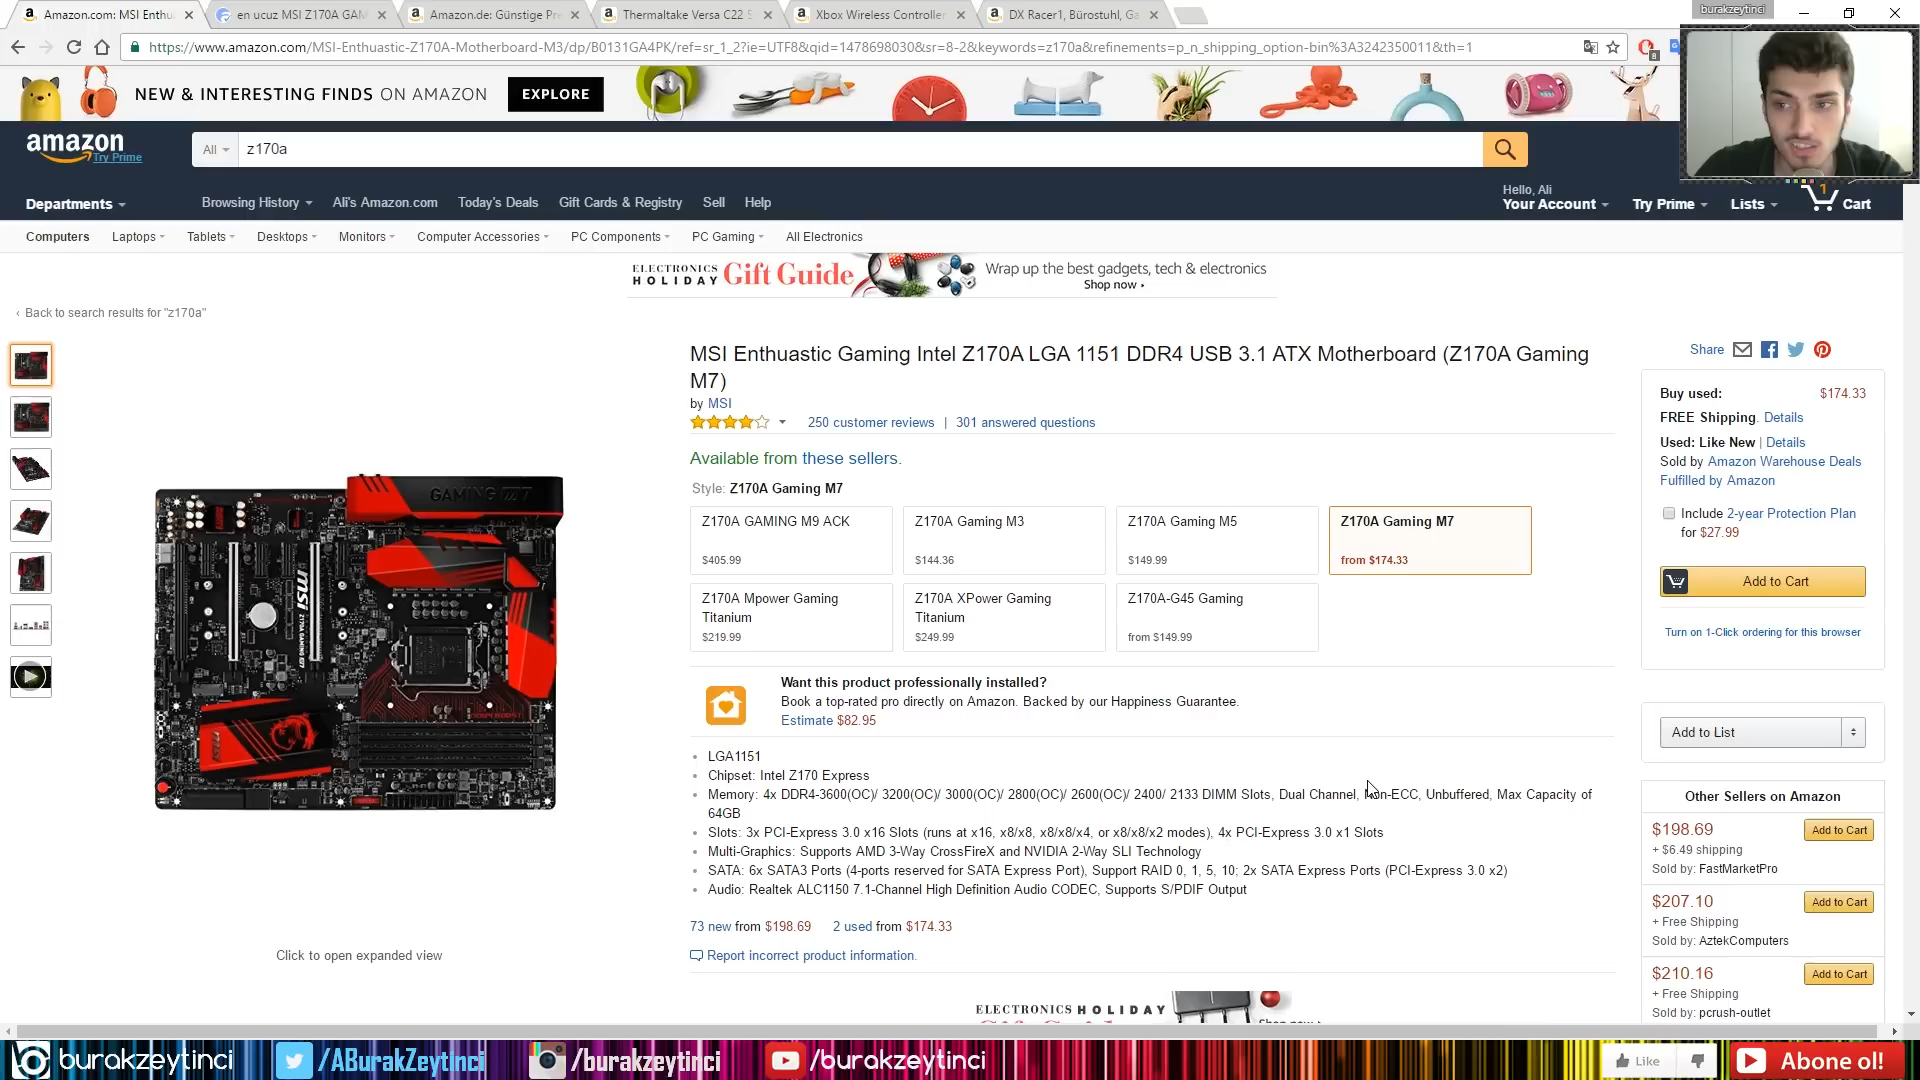 Amazon.com: MSI Enthu
en ucuz MSI Z170A GAM
Amazon.de: Günstige Pre
Thermaltake Versa C22 S
Xbox Wireless Controller
DX Racer1, Bürostuhl, Ga
burakzeytinci
https://www.amazon.com/MSI-Enthuastic-Z170A-Motherboard-M3/dp/B0131GA4PK/ref=sr_1_2?ie=UTF8&qid=1478698030&sr=8-2&keywords=z170a&refinements=p_n_shipping_option-bin%3A3242350011&th=1
8
NEW & INTERESTING FINDS ON AMAZON
EXPLORE
amazon
Try Prime
All
z170a
Departments
Browsing History
Ali's Amazon.com
Today's Deals
Gift Cards & Registry
Sell
Help
Hello, Ali
Your Account
Try Prime
Lists
1
Cart
Computers
Laptops
Tablets
Desktops
Monitors
Computer Accessories
PC Components
PC Gaming
All Electronics
ELECTRONICS
HOLIDAY
Gift Guide
Wrap up the best gadgets, tech & electronics
Shop now ›
‹ Back to search results for "z170a"
GAMING M7
MSI
Z170A GAMING M7
Click to open expanded view
MSI Enthuastic Gaming Intel Z170A LGA 1151 DDR4 USB 3.1 ATX Motherboard (Z170A Gaming
M7)
by MSI
250 customer reviews | 301 answered questions
Available from these sellers.
Style: Z170A Gaming M7
Z170A GAMING M9 ACK
$405.99
Z170A Gaming M3
$144.36
Z170A Gaming M5
$149.99
Z170A Gaming M7
from $174.33
Z170A Mpower Gaming
Titanium
$219.99
Z170A XPower Gaming
Titanium
$249.99
Z170A-G45 Gaming
from $149.99
Want this product professionally installed?
Book a top-rated pro directly on Amazon. Backed by our Happiness Guarantee.
Estimate $82.95
LGA1151
Chipset: Intel Z170 Express
Memory: 4x DDR4-3600(OC)/ 3200(OC)/ 3000(OC)/ 2800(OC)/ 2600(OC)/ 2400/ 2133 DIMM Slots, Dual Channel, Non-ECC, Unbuffered, Max Capacity of
64GB
Slots: 3x PCI-Express 3.0 x16 Slots (runs at x16, x8/x8, x8/x8/x4, or x8/x8/x2 modes), 4x PCI-Express 3.0 x1 Slots
Multi-Graphics: Supports AMD 3-Way CrossFireX and NVIDIA 2-Way SLI Technology
SATA: 6x SATA3 Ports (4-ports reserved for SATA Express Port), Support RAID 0, 1, 5, 10; 2x SATA Express Ports (PCI-Express 3.0 x2)
Audio: Realtek ALC1150 7.1-Channel High Definition Audio CODEC, Supports S/PDIF Output
73 new from $198.69
2 used from $174.33
Report incorrect product information.
ELECTRONICS HOLIDAY
Share
Buy used:
$174.33
FREE Shipping. Details
Used: Like New | Details
Sold by Amazon Warehouse Deals
Fulfilled by Amazon
Include 2-year Protection Plan
for $27.99
Add to Cart
Turn on 1-Click ordering for this browser
Add to List
Other Sellers on Amazon
$198.69
Add to Cart
+ $6.49 shipping
Sold by: FastMarketPro
$207.10
Add to Cart
+ Free Shipping
Sold by: AztekComputers
$210.16
Add to Cart
+ Free Shipping
Sold by: pcrush-outlet
burakzeytinci
/ABurakZeytinci
/burakzeytinci
/burakzeytinci
Like
Abone ol!